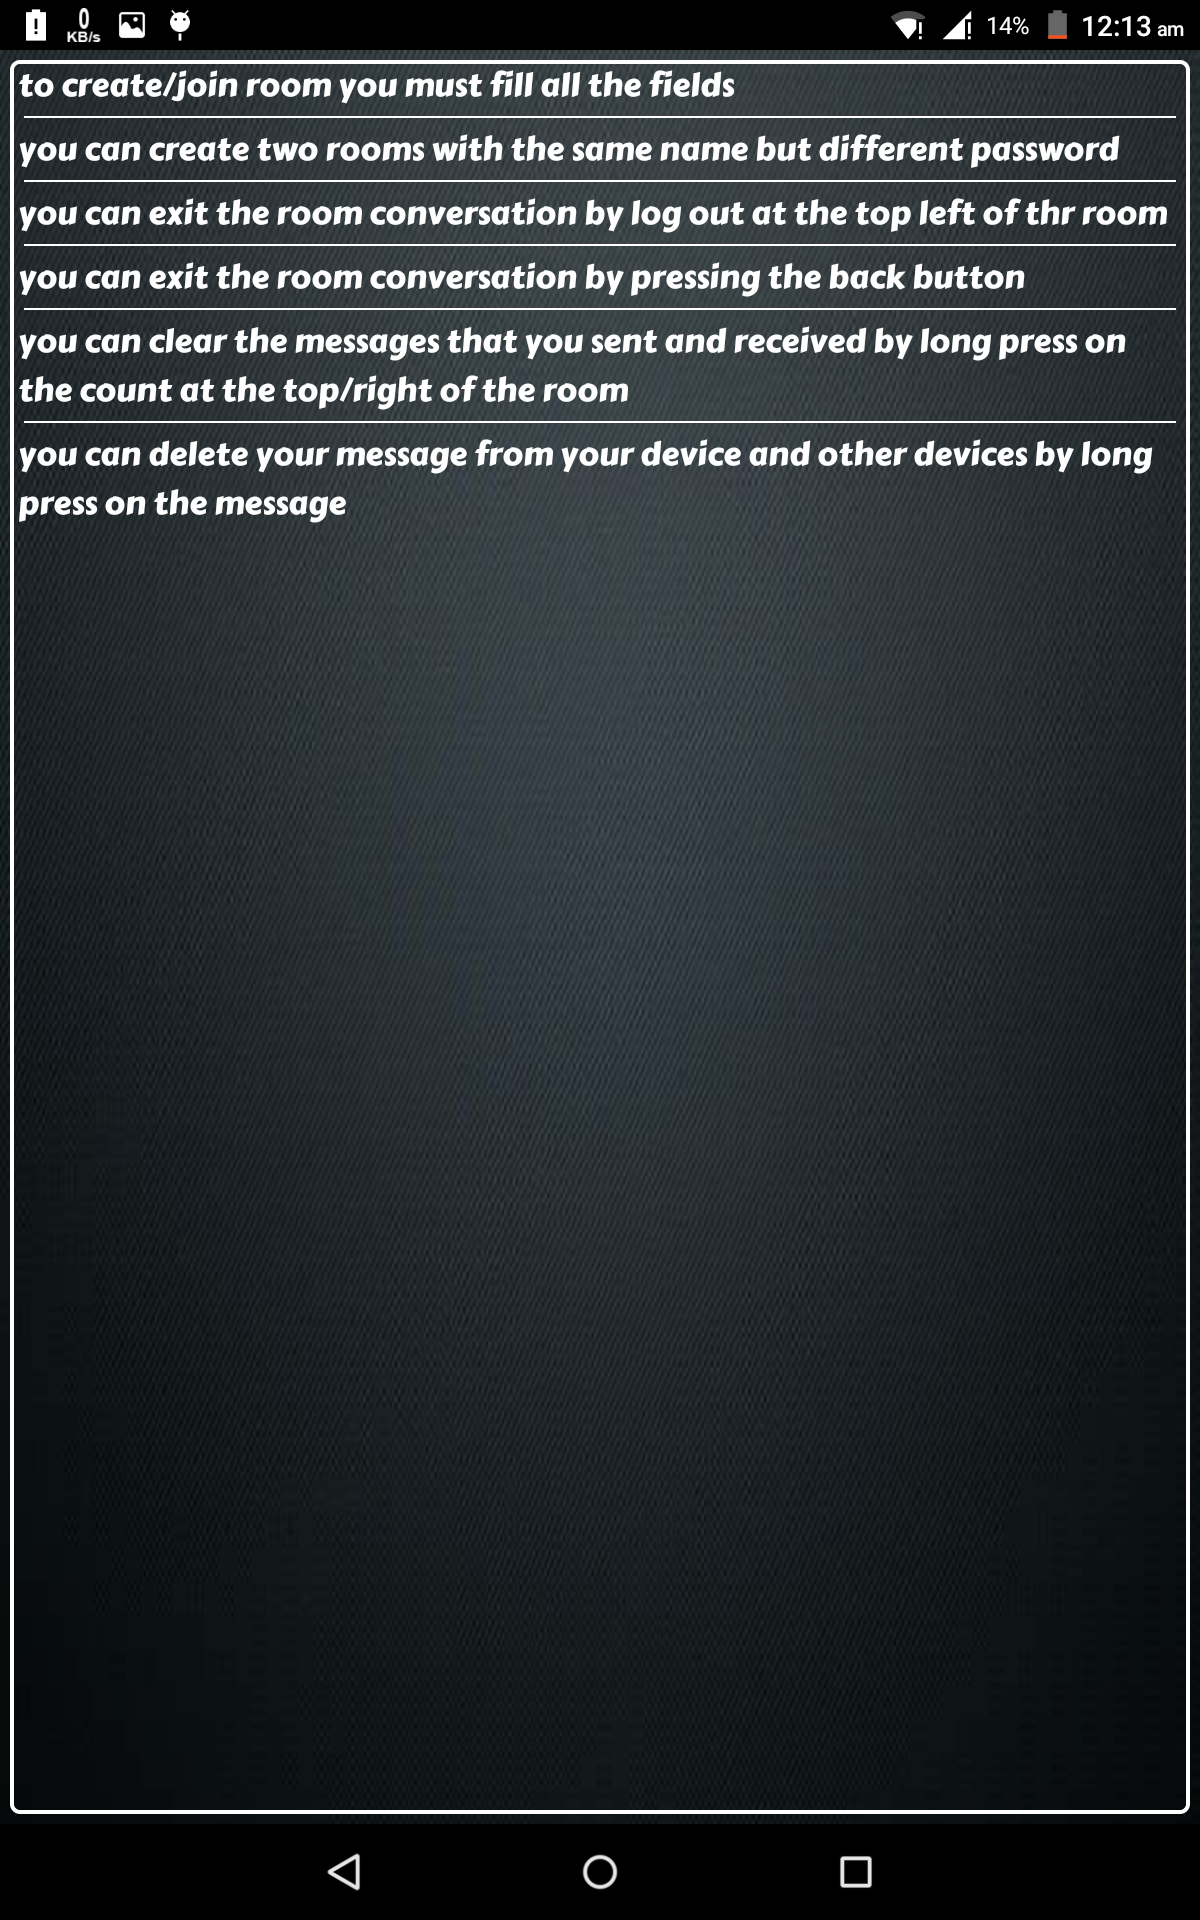 0
KB/s
14%
12:13 am
to create/join room you must fill all the fields
you can create two rooms with the same name but different password
you can exit the room conversation by log out at the top left of thr room
you can exit the room conversation by pressing the back button
you can clear the messages that you sent and received by long press on
the count at the top/right of the room
you can delete your message from your device and other devices by long
press on the message